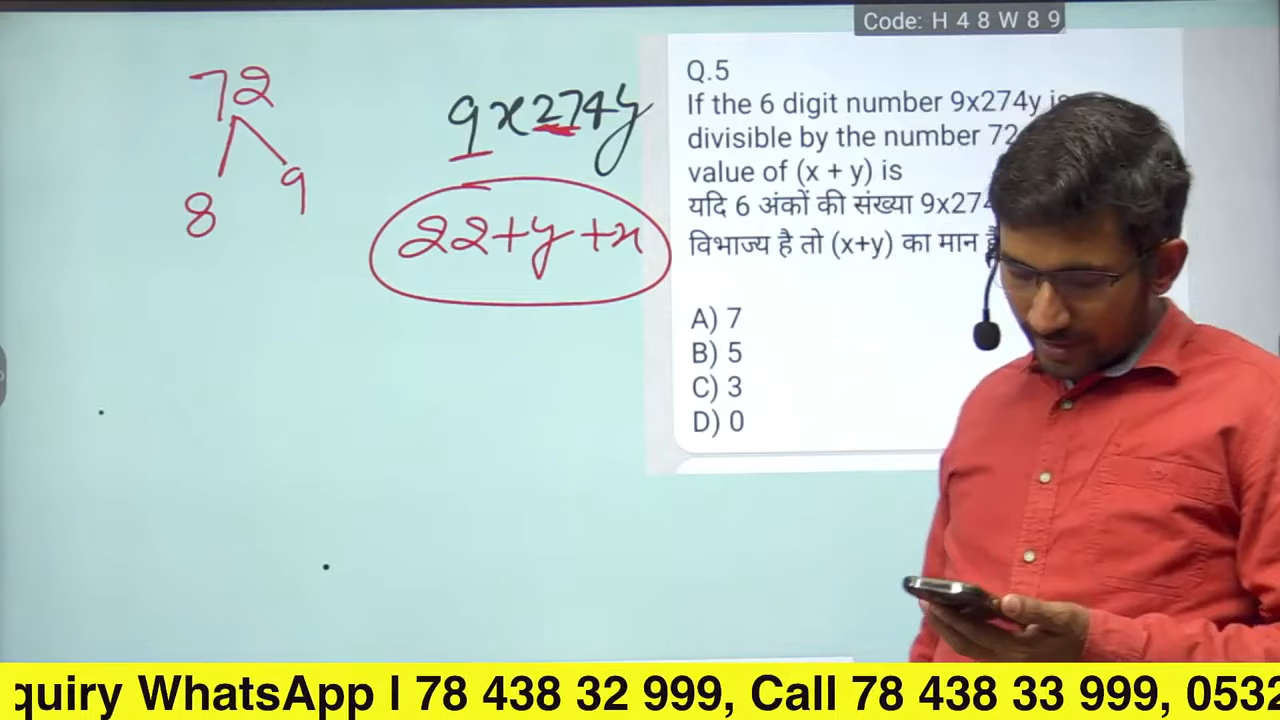 Code: H 4 8 W 8 9
72
8 9
9x274y
22+y+x
Q.5
If the 6 digit number 9x274y is
divisible by the number 72
value of (x + y) is
यदि 6 अंकों की संख्या 9x274
विभाज्य है तो (x+y) का मान है
A) 7
B) 5
C) 3
D) 0
quiry WhatsApp I 78 438 32 999, Call 78 438 33 999, 0532